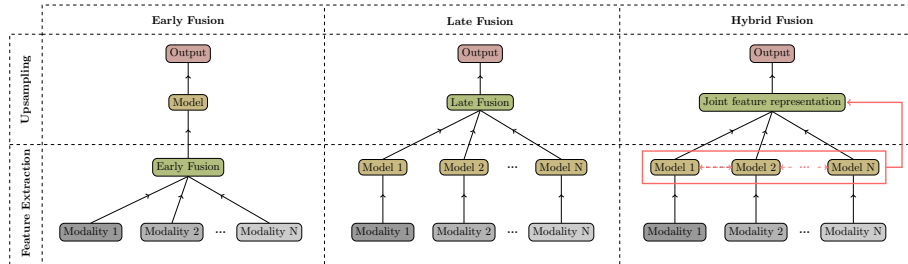 Early Fusion
Late Fusion
Hybrid Fusion
Upsampling
Output
Output
Output
Model
Late Fusion
Joint feature representation
Feature Extraction
Early Fusion
Model 1
Model 2
...
Model N
Model 1
Model 2
...
Model N
Modality 1
Modality 2
...
Modality N
Modality 1
Modality 2
...
Modality N
Modality 1
Modality 2
...
Modality N